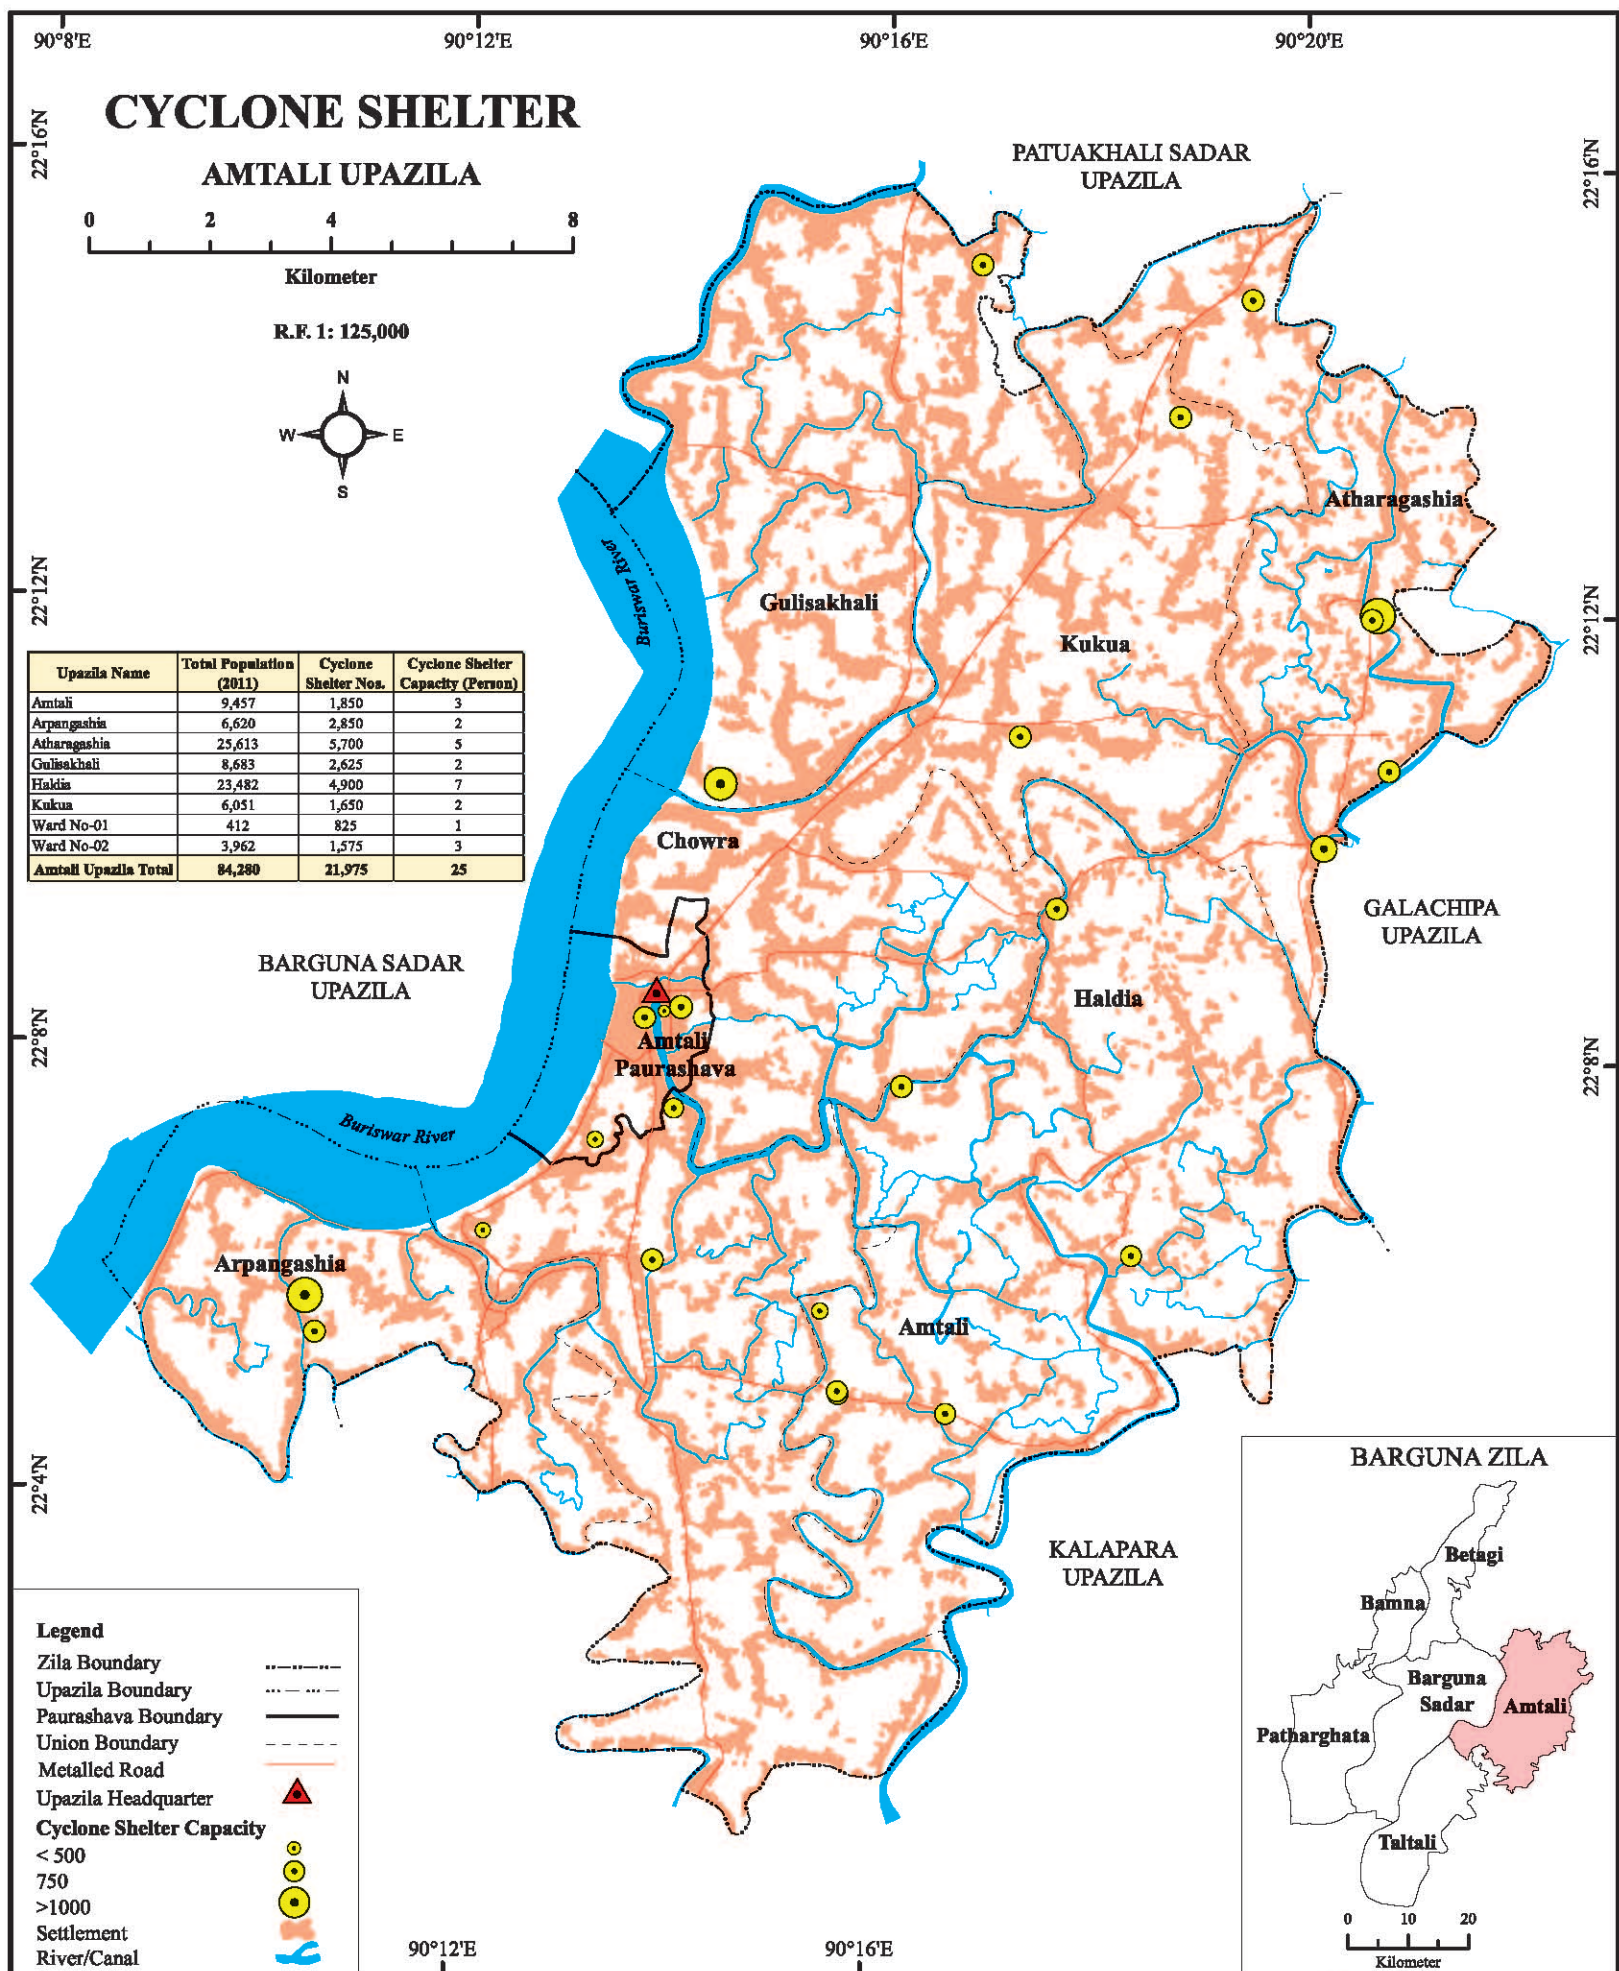 90°8'E 90°12'E 90°16'E 90°20'E
CYCLONE SHELTER
AMTALI UPAZILA
0 2 4 8
Kilometer
R.F. 1: 125,000
N
W E
S
22°16'N
22°16'N
22°12'N
22°12'N
22°8'N
22°8'N
22°4'N
PATUAKHALI SADAR
UPAZILA
Atharagashia
Buriswar River
Gulisakhali
Kukua
Upazila Name Total Population (2011) Cyclone Shelter Nos. Cyclone Shelter Capacity (Person)
Amtali 9,457 1,850 3
Arpangashia 6,620 2,850 2
Atharagashia 25,613 5,700 5
Gulisakhali 8,683 2,625 2
Haldia 23,482 4,900 7
Kukua 6,051 1,650 2
Ward No-01 412 825 1
Ward No-02 3,962 1,575 3
Amtali Upazila Total 84,280 21,975 25
Chowra
GALACHIPA
UPAZILA
BARGUNA SADAR
UPAZILA
Haldia
Amtali
Paurashava
Buriswar River
Arpangashia
Amtali
KALAPARA
UPAZILA
BARGUNA ZILA
Betagi
Bamna
Barguna
Sadar
Amtali
Patharghata
Taltali
0 10 20
Kilometer
Legend
Zila Boundary
Upazila Boundary
Paurashava Boundary
Union Boundary
Metalled Road
Upazila Headquarter
Cyclone Shelter Capacity
< 500
750
>1000
Settlement
River/Canal
90°12'E 90°16'E